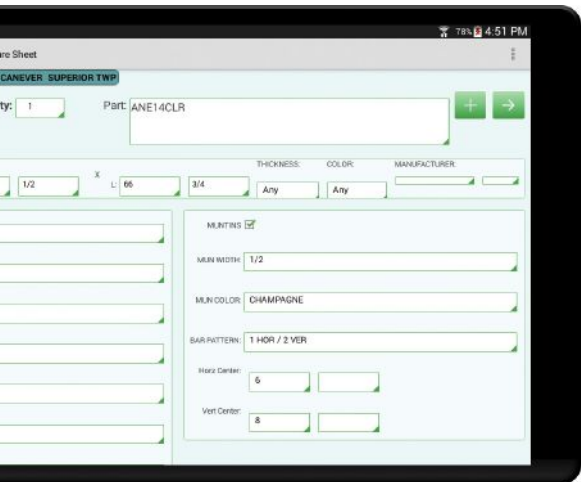 78% 4:51 PM
re Sheet
CANEVER SUPERIOR TWP
ty: 1 Part: ANE14CLR
THICKNESS: COLOR: MANUFACTURER:
1/2 X L: 66 3/4 Any Any
MUNTINS
MUN WIDTH: 1/2
MUN COLOR: CHAMPAGNE
BAR PATTERN: 1 HOR / 2 VER
Horiz Center: 6
Vert Center: 8